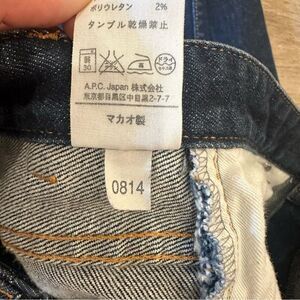 ポリウレタン 2%
タンブル乾燥禁止
弱
30
ドライ
A.P.C. Japan 株式会社
東京都目黒区中目黒2-7-7
マカオ製
0814